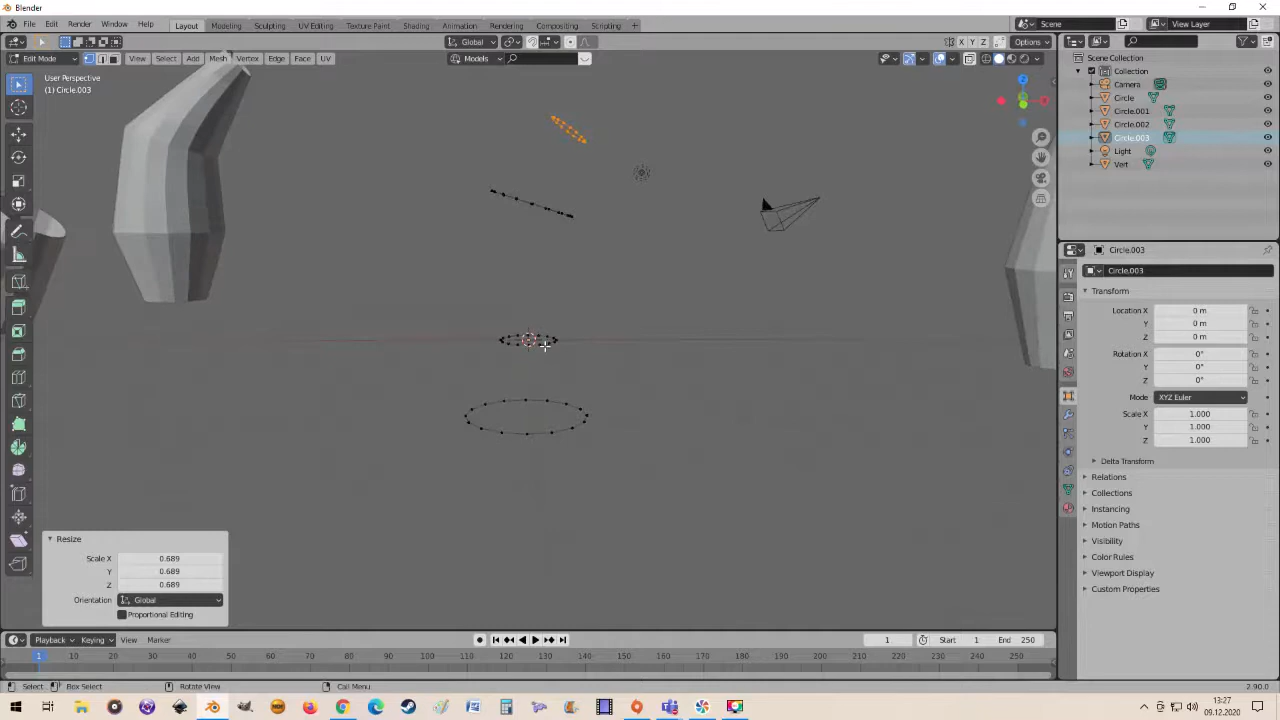 Blender
File Edit Render Window Help
Layout Modeling Sculpting UV Editing Texture Paint Shading Animation Rendering Compositing Scripting +
Scene View Layer
Global X Y Z Options
Edit Mode View Select Add Mesh Vertex Edge Face UV Models
User Perspective
(1) Circle.003
Scene Collection
Collection
Camera
Circle
Circle.001
Circle.002
Circle.003
Light
Vert
Circle.003
Circle.003
Transform
Location X 0 m
Y 0 m
Z 0 m
Rotation X 0°
Y 0°
Z 0°
Mode XYZ Euler
Scale X 1.000
Y 1.000
Z 1.000
Delta Transform
Relations
Collections
Instancing
Motion Paths
Visibility
Color Rules
Viewport Display
Custom Properties
Resize
Scale X 0.689
Y 0.689
Z 0.689
Orientation Global
Proportional Editing
Playback Keying View Marker 1 Start 1 End 250
1 10 20 30 40 50 60 70 80 90 100 110 120 130 140 150 160 170 180 190 200 210 220 230 240 250
Select Box Select Rotate View Call Menu 2.90.0
13:27
09.12.2020